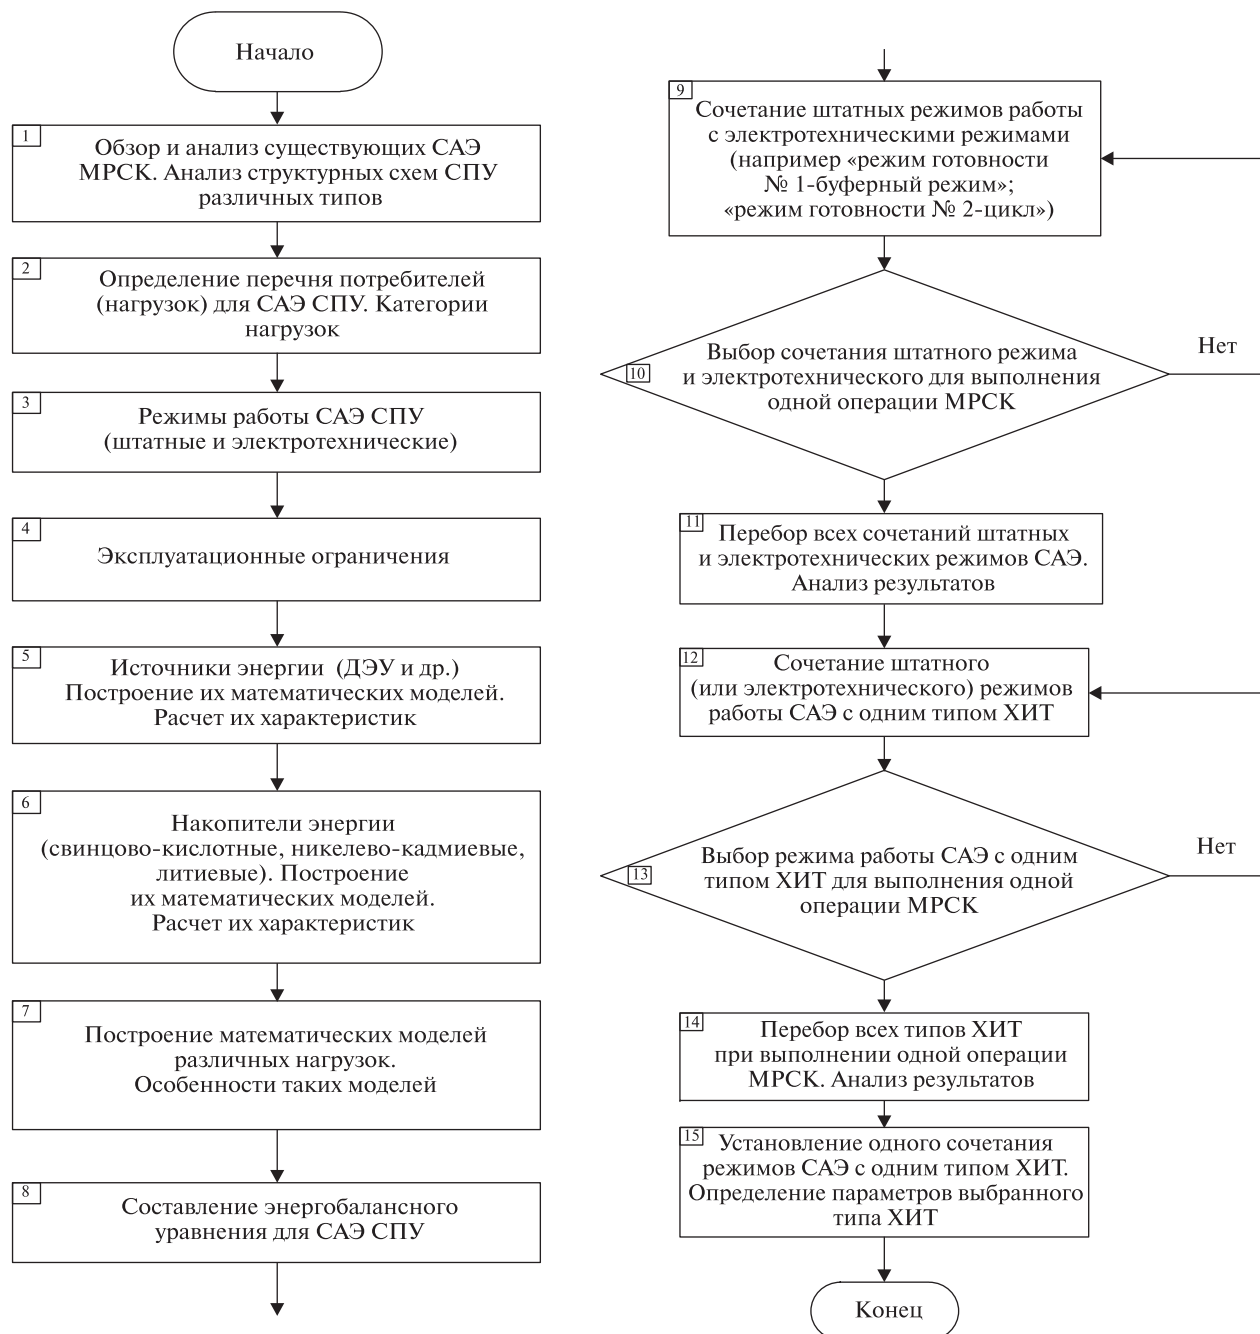 Начало
1
Обзор и анализ существующих САЭ
МРСК. Анализ структурных схем СПУ
различных типов
2
Определение перечня потребителей
(нагрузок) для САЭ СПУ. Категории
нагрузок
3
Режимы работы САЭ СПУ
(штатные и электротехнические)
4
Эксплуатационные ограничения
5
Источники энергии (ДЭУ и др.)
Построение их математических моделей.
Расчет их характеристик
6
Накопители энергии
(свинцово-кислотные, никелево-кадмиевые,
литиевые). Построение
их математических моделей.
Расчет их характеристик
7
Построение математических моделей
различных нагрузок.
Особенности таких моделей
8
Составление энергобалансного
уравнения для САЭ СПУ
9
Сочетание штатных режимов работы
с электротехническими режимами
(например «режим готовности
№ 1-буферный режим»;
«режим готовности № 2-цикл»)
10
Выбор сочетания штатного режима
и электротехнического для выполнения
одной операции МРСК
Нет
11
Перебор всех сочетаний штатных
и электротехнических режимов САЭ.
Анализ результатов
12
Сочетание штатного
(или электротехнического) режимов
работы САЭ с одним типом ХИТ
13
Выбор режима работы САЭ с одним
типом ХИТ для выполнения одной
операции МРСК
Нет
14
Перебор всех типов ХИТ
при выполнении одной операции
МРСК. Анализ результатов
15
Установление одного сочетания
режимов САЭ с одним типом ХИТ.
Определение параметров выбранного
типа ХИТ
Конец